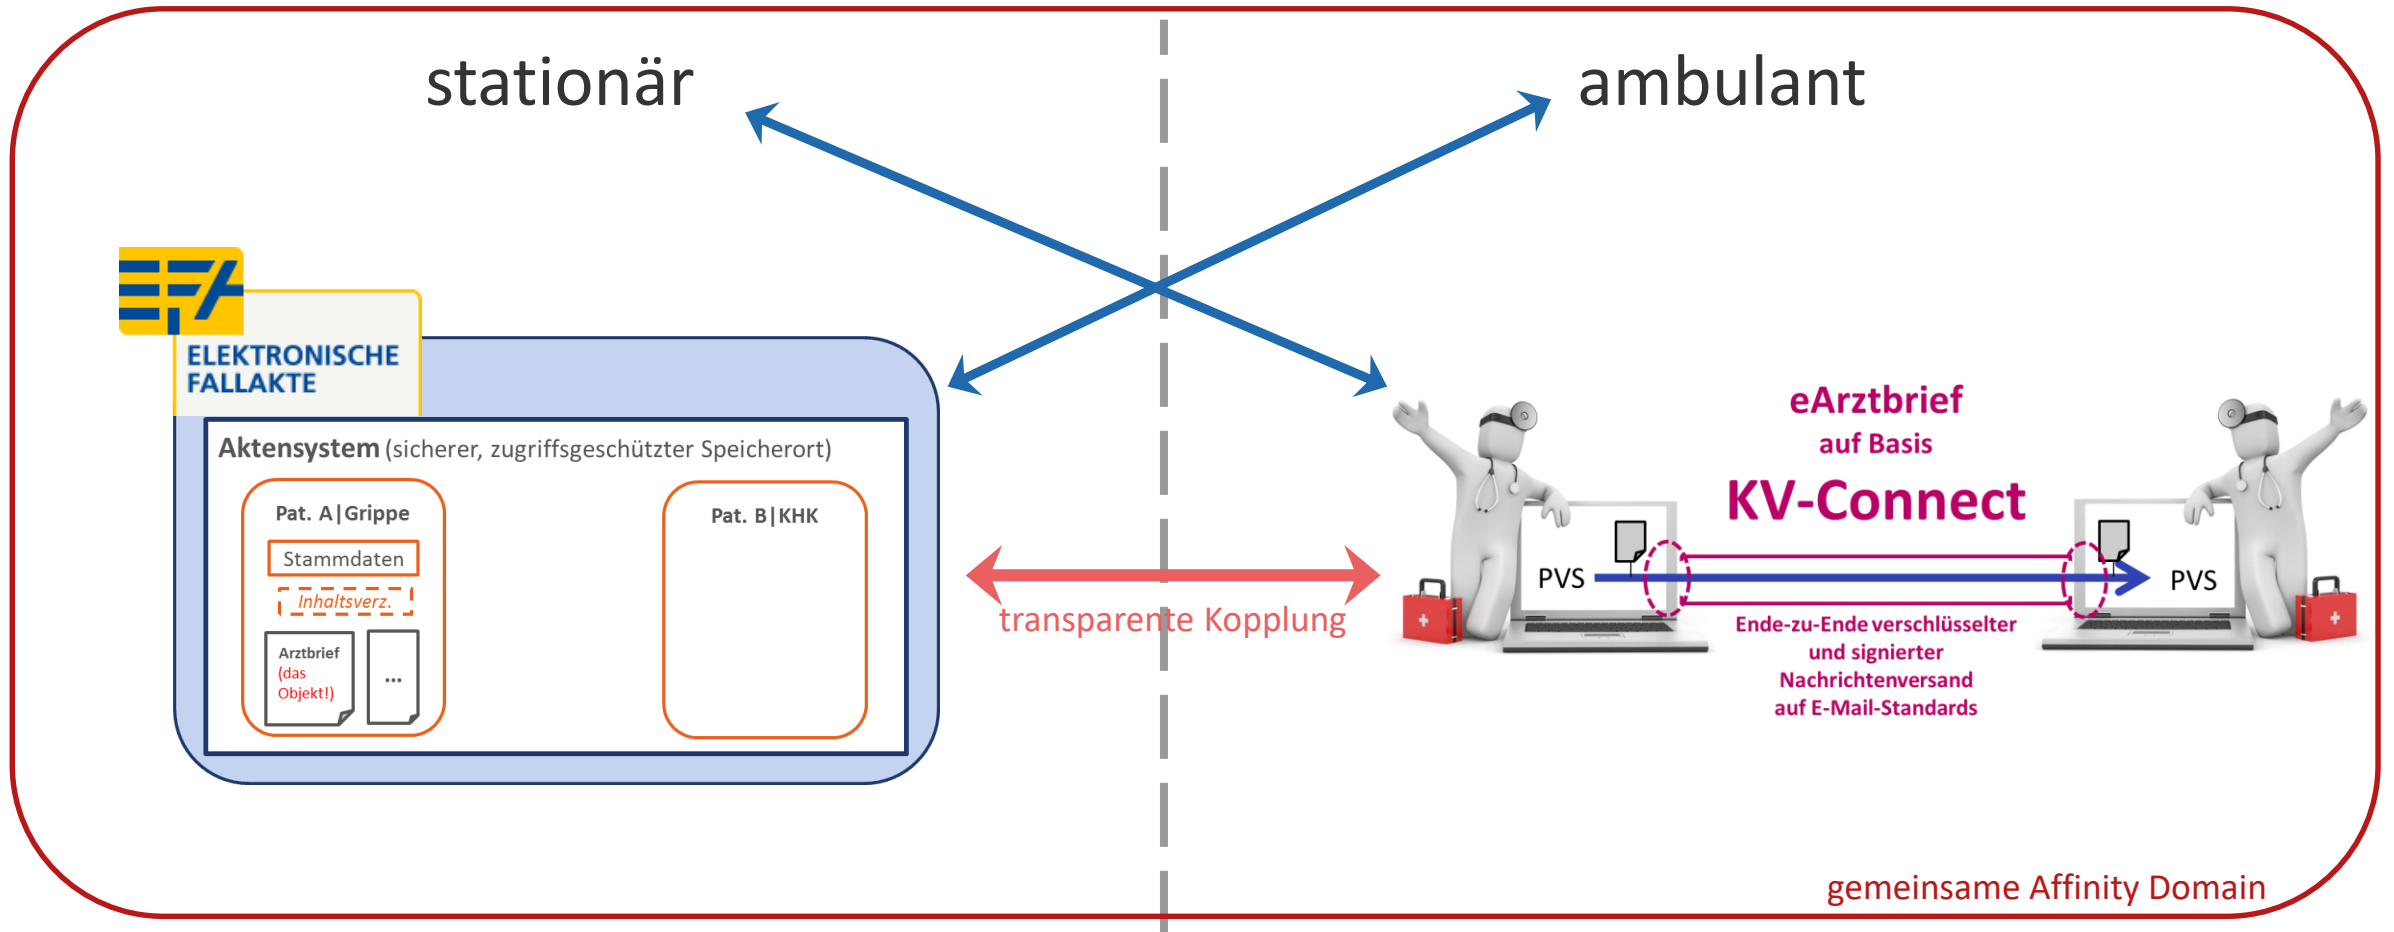 stationär
ambulant
EFA
ELEKTRONISCHE
FALLAKTE
Aktensystem (sicherer, zugriffsgeschützter Speicherort)
Pat. A|Grippe
Stammdaten
Inhaltsverz.
Arztbrief
(das
Objekt!)
...
Pat. B|KHK
transparente Kopplung
eArztbrief
auf Basis
KV-Connect
PVS
PVS
Ende-zu-Ende verschlüsselter
und signierter
Nachrichtenversand
auf E-Mail-Standards
gemeinsame Affinity Domain